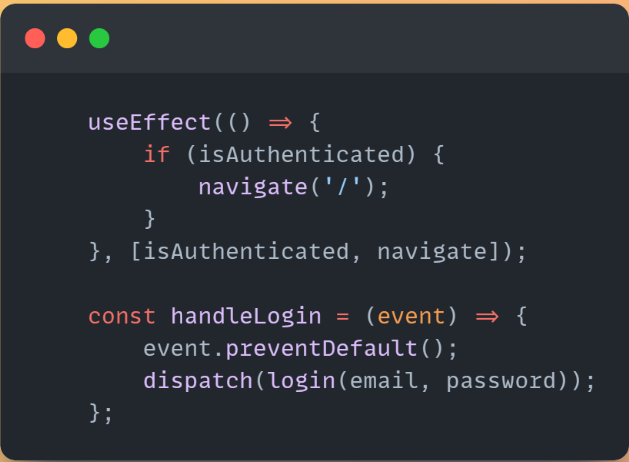 useEffect(() => {
    if (isAuthenticated) {
        navigate('/');
    }
}, [isAuthenticated, navigate]);

const handleLogin = (event) => {
    event.preventDefault();
    dispatch(login(email, password));
};